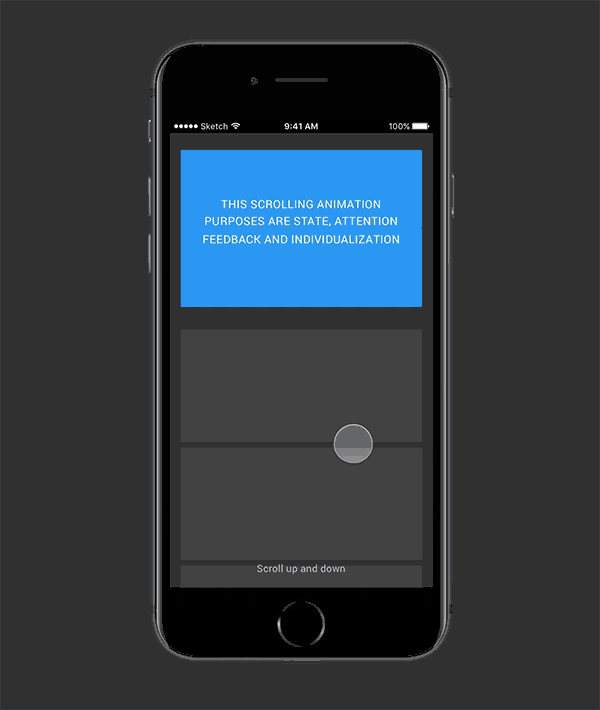 Sketch 9:41 AM 100%
THIS SCROLLING ANIMATION
PURPOSES ARE STATE, ATTENTION
FEEDBACK AND INDIVIDUALIZATION
Scroll up and down